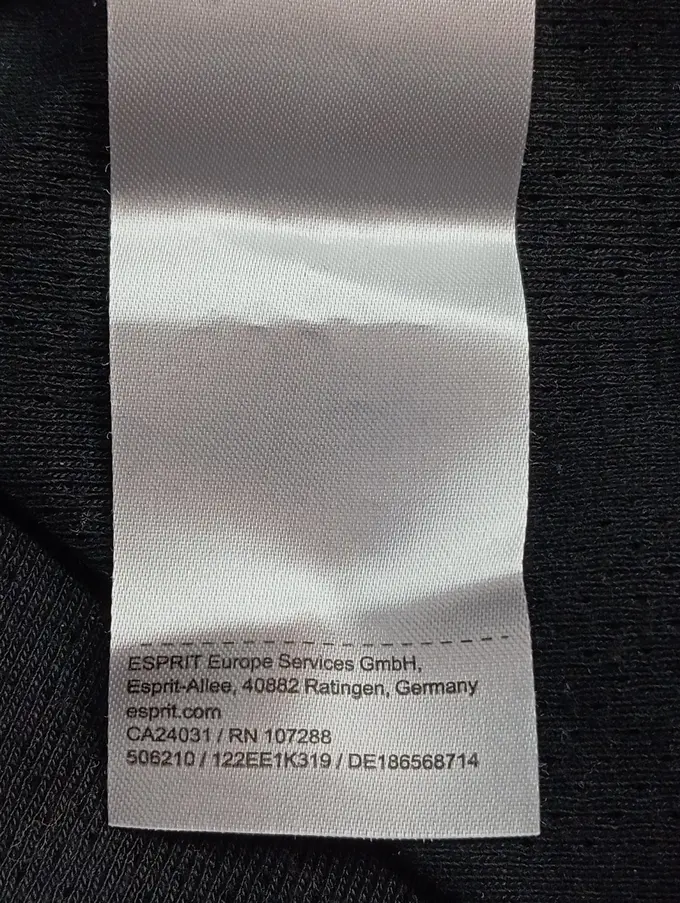 ESPRIT Europe Services GmbH,
Esprit-Allee, 40882 Ratingen, Germany
esprit.com
CA24031 / RN 107288
506210 / 122EE1K319 / DE186568714